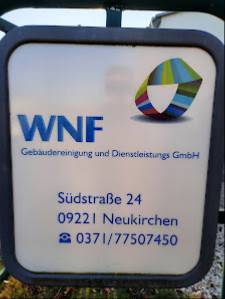 WNF
Gebäudereinigung und Dienstleistungs GmbH
Südstraße 24
09221 Neukirchen
☎ 0371/77507450